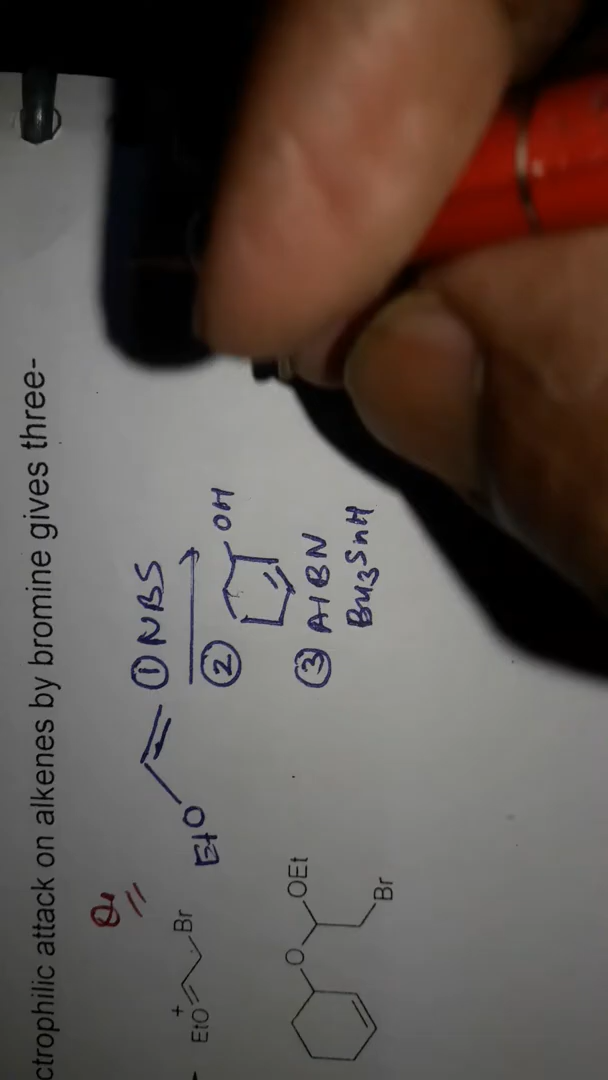 ctrophilic attack on alkenes by bromine gives three-
Q
EtO
① NBS
② OH
③ AIBN
Bu3SnH
EtO+ Br
O OEt
Br